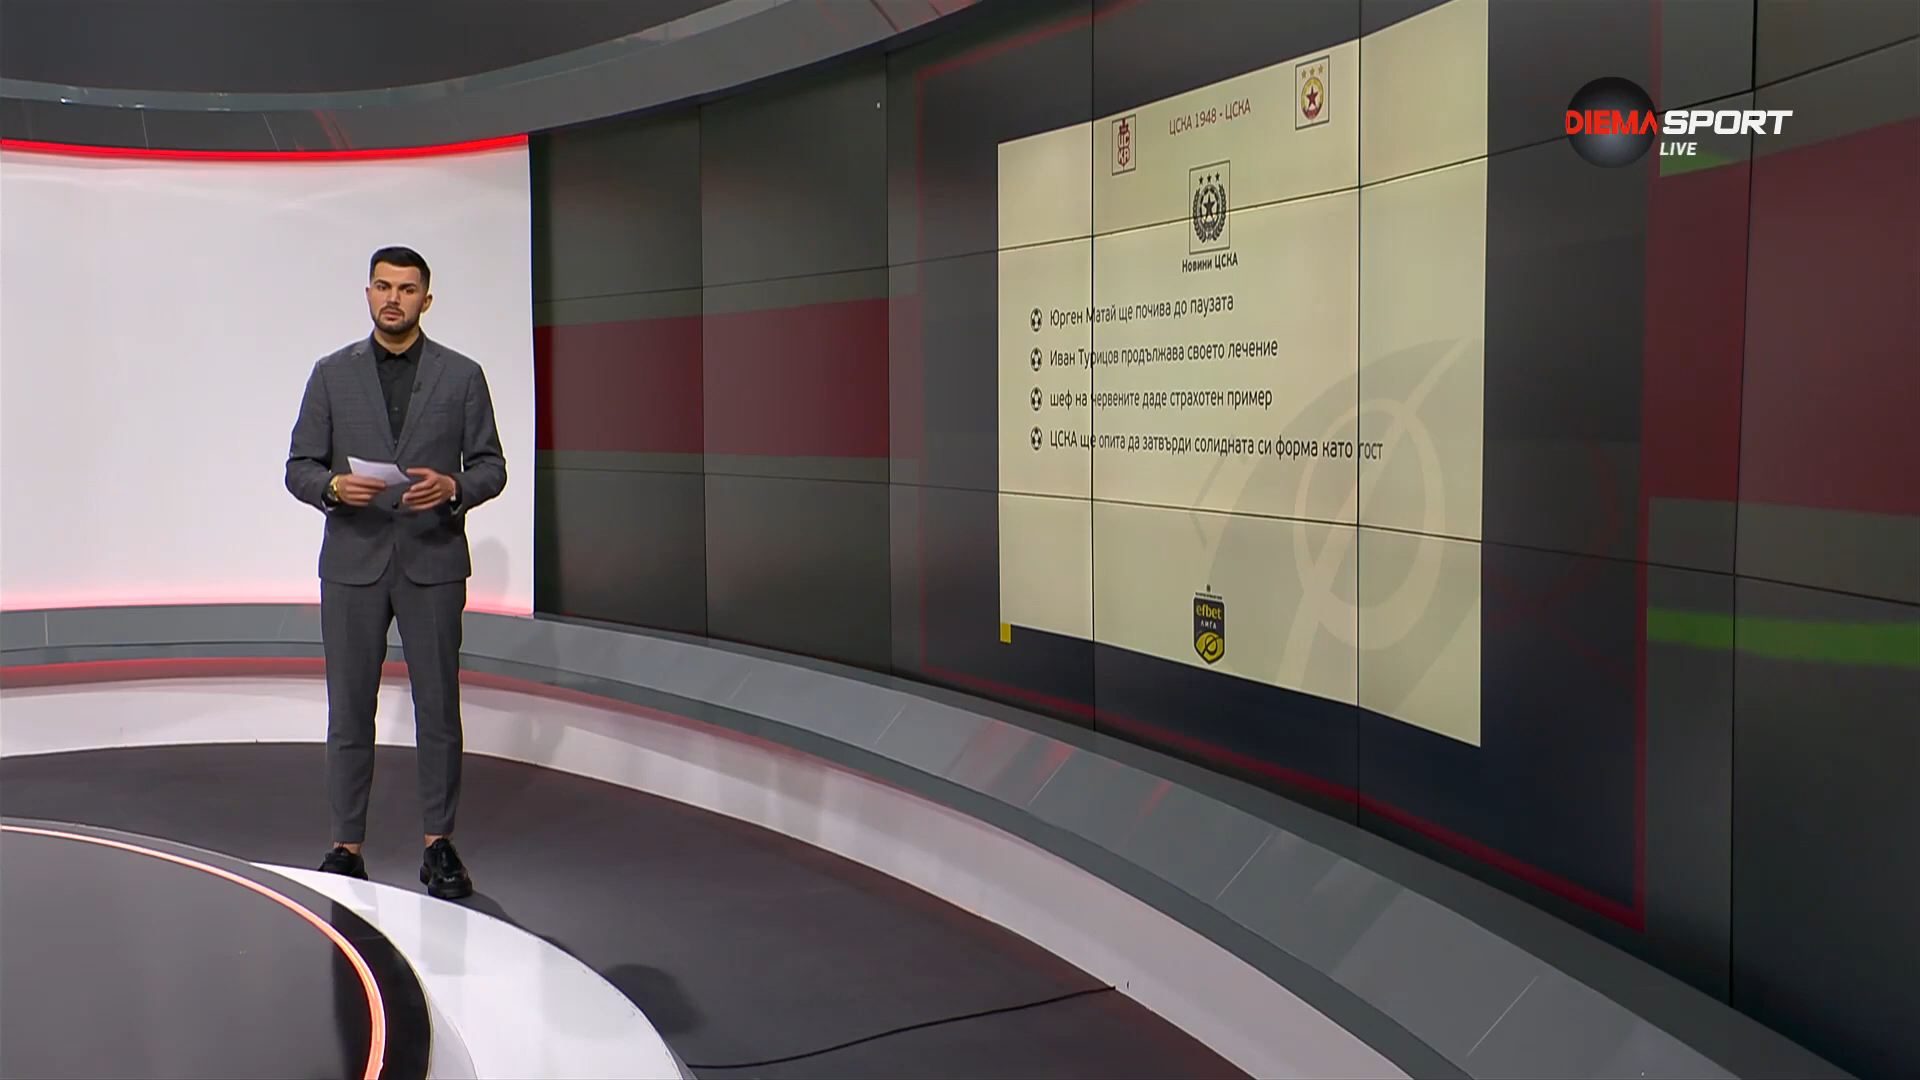 DIEMA SPORT
LIVE
ЦСКА 1948 - ЦСКА
ЦСКА
Новини ЦСКА
Юрген Матай ще почива до паузата
Иван Турицов продължава своето лечение
шеф на червените даде страхотен пример
ЦСКА ще опита да затвърди солидната си форма като гост
efbet
ЛИГА